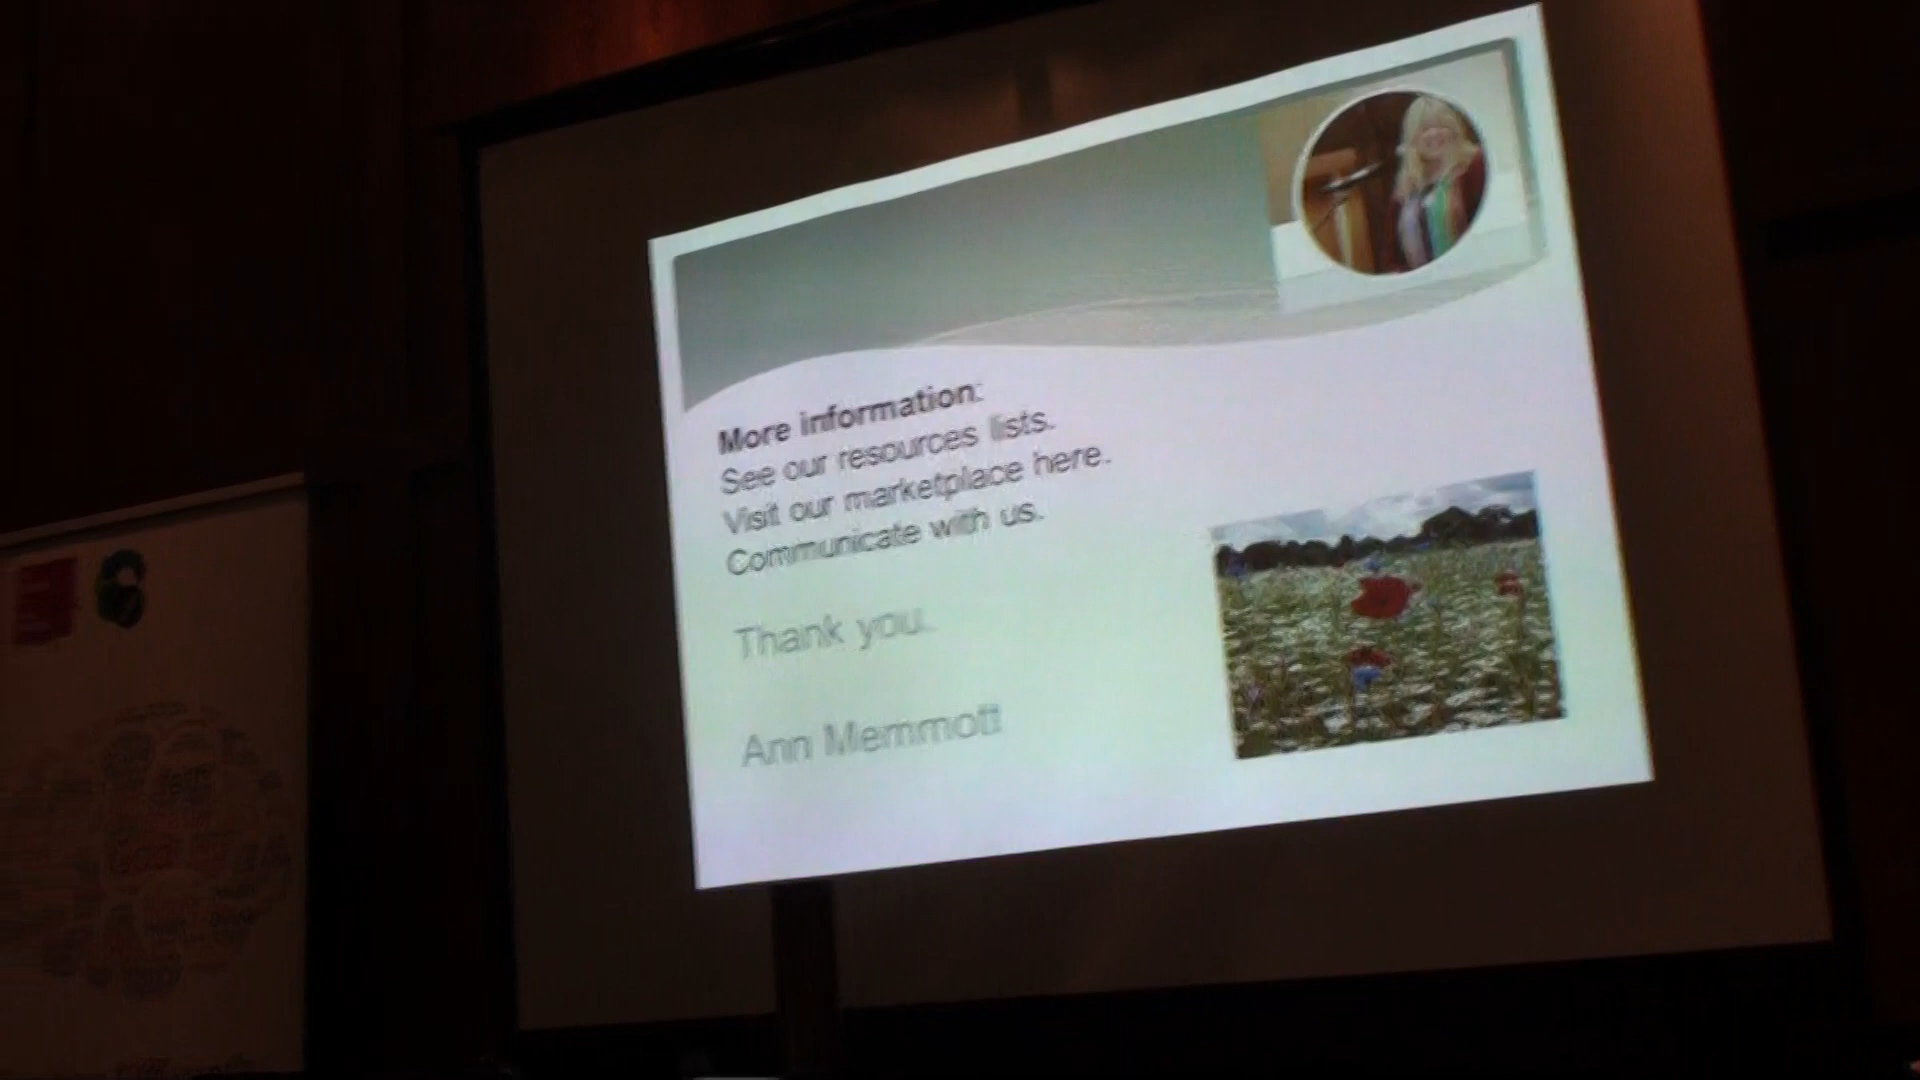 More information:
See our resources lists.
Visit our marketplace here.
Communicate with us.
Thank you.
Ann Memmott